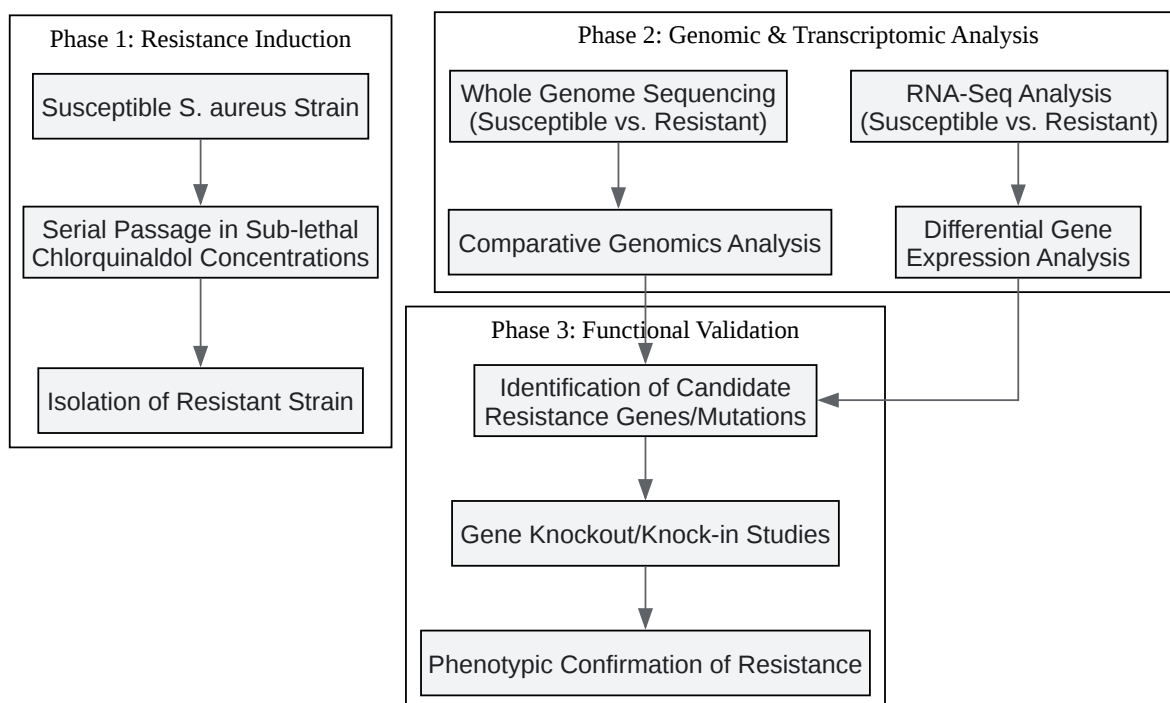 Phase 1: Resistance Induction
Susceptible S. aureus Strain
Serial Passage in Sub-lethal
Chlorquinaldol Concentrations
Isolation of Resistant Strain
Phase 2: Genomic & Transcriptomic Analysis
Whole Genome Sequencing
(Susceptible vs. Resistant)
RNA-Seq Analysis
(Susceptible vs. Resistant)
Comparative Genomics Analysis
Differential Gene
Expression Analysis
Phase 3: Functional Validation
Identification of Candidate
Resistance Genes/Mutations
Gene Knockout/Knock-in Studies
Phenotypic Confirmation of Resistance